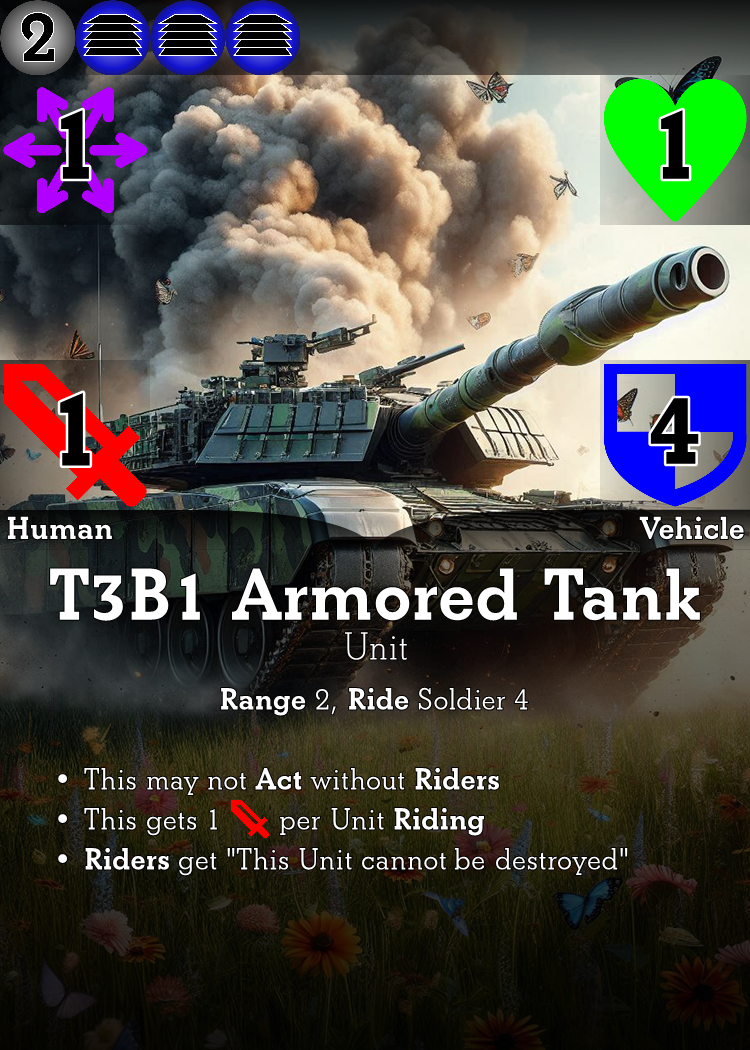 2
1
1
1
4
Human
Vehicle
T3B1 Armored Tank
Unit
Range 2, Ride Soldier 4
• This may not Act without Riders
• This gets 1 per Unit Riding
• Riders get "This Unit cannot be destroyed"